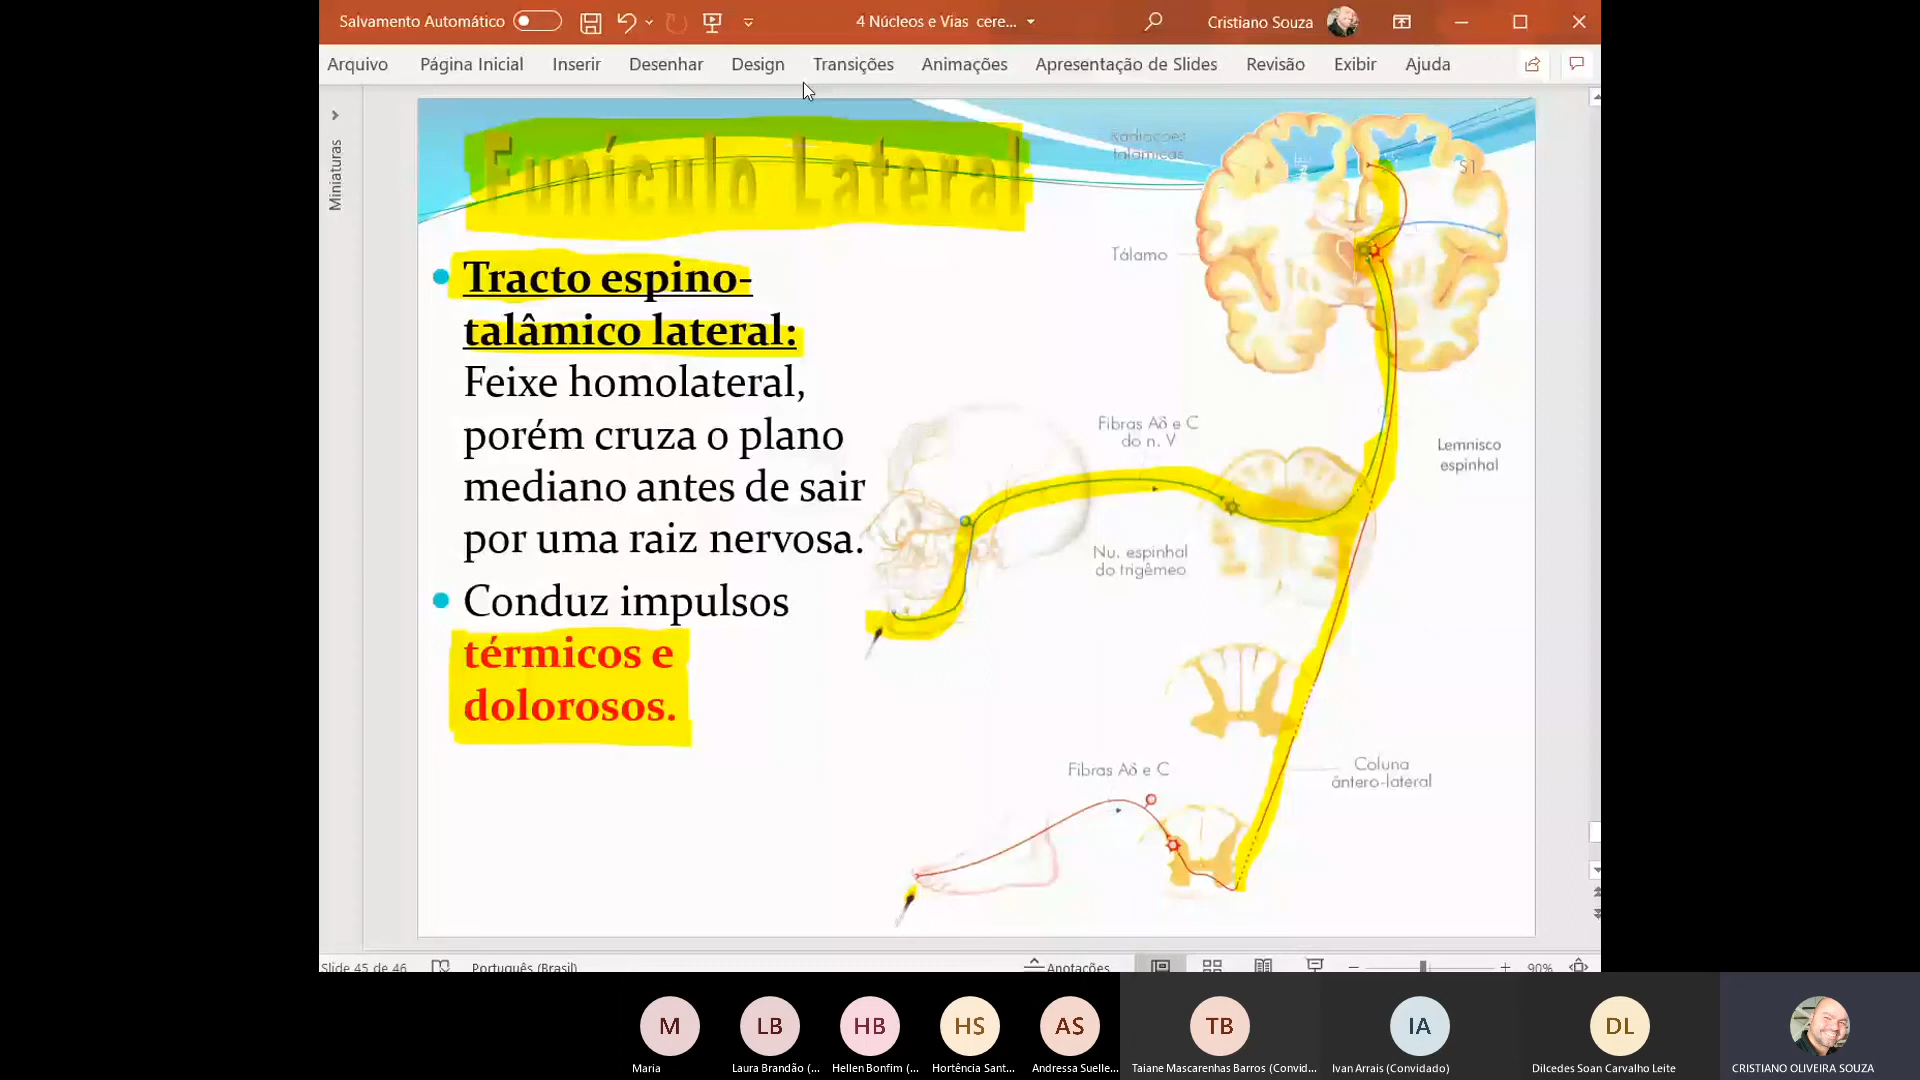 Salvamento Automático
4 Núcleos e Vias cere...
Cristiano Souza
Arquivo
Página Inicial
Inserir
Desenhar
Design
Transições
Animações
Apresentação de Slides
Revisão
Exibir
Ajuda
Miniaturas
Funículo Lateral
Tracto espino-
talâmico lateral:
Feixe homolateral,
porém cruza o plano
mediano antes de sair
por uma raiz nervosa.
Conduz impulsos
térmicos e
dolorosos.
Radiações
talâmicas
S1
Tálamo
Fibras Aδ e C
do n. V
Lemnisco
espinhal
Nu. espinhal
do trigêmeo
Fibras Aδ e C
Coluna
ântero-lateral
Slide 45 de 46
Português (Brasil)
Anotações
90%
M
LB
HB
HS
AS
TB
IA
DL
Maria
Laura Brandão (...
Hellen Bonfim (...
Hortência Sant...
Andressa Suelle...
Taiane Mascarenhas Barros (Convid...
Ivan Arrais (Convidado)
Dilcedes Soan Carvalho Leite
CRISTIANO OLIVEIRA SOUZA